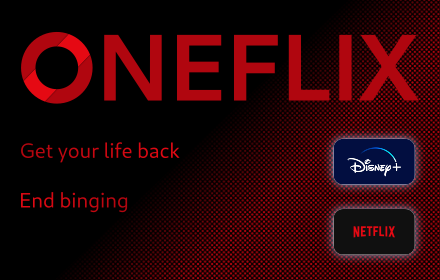 ONEFLIX
Get your life back
End binging
Disney+
NETFLIX